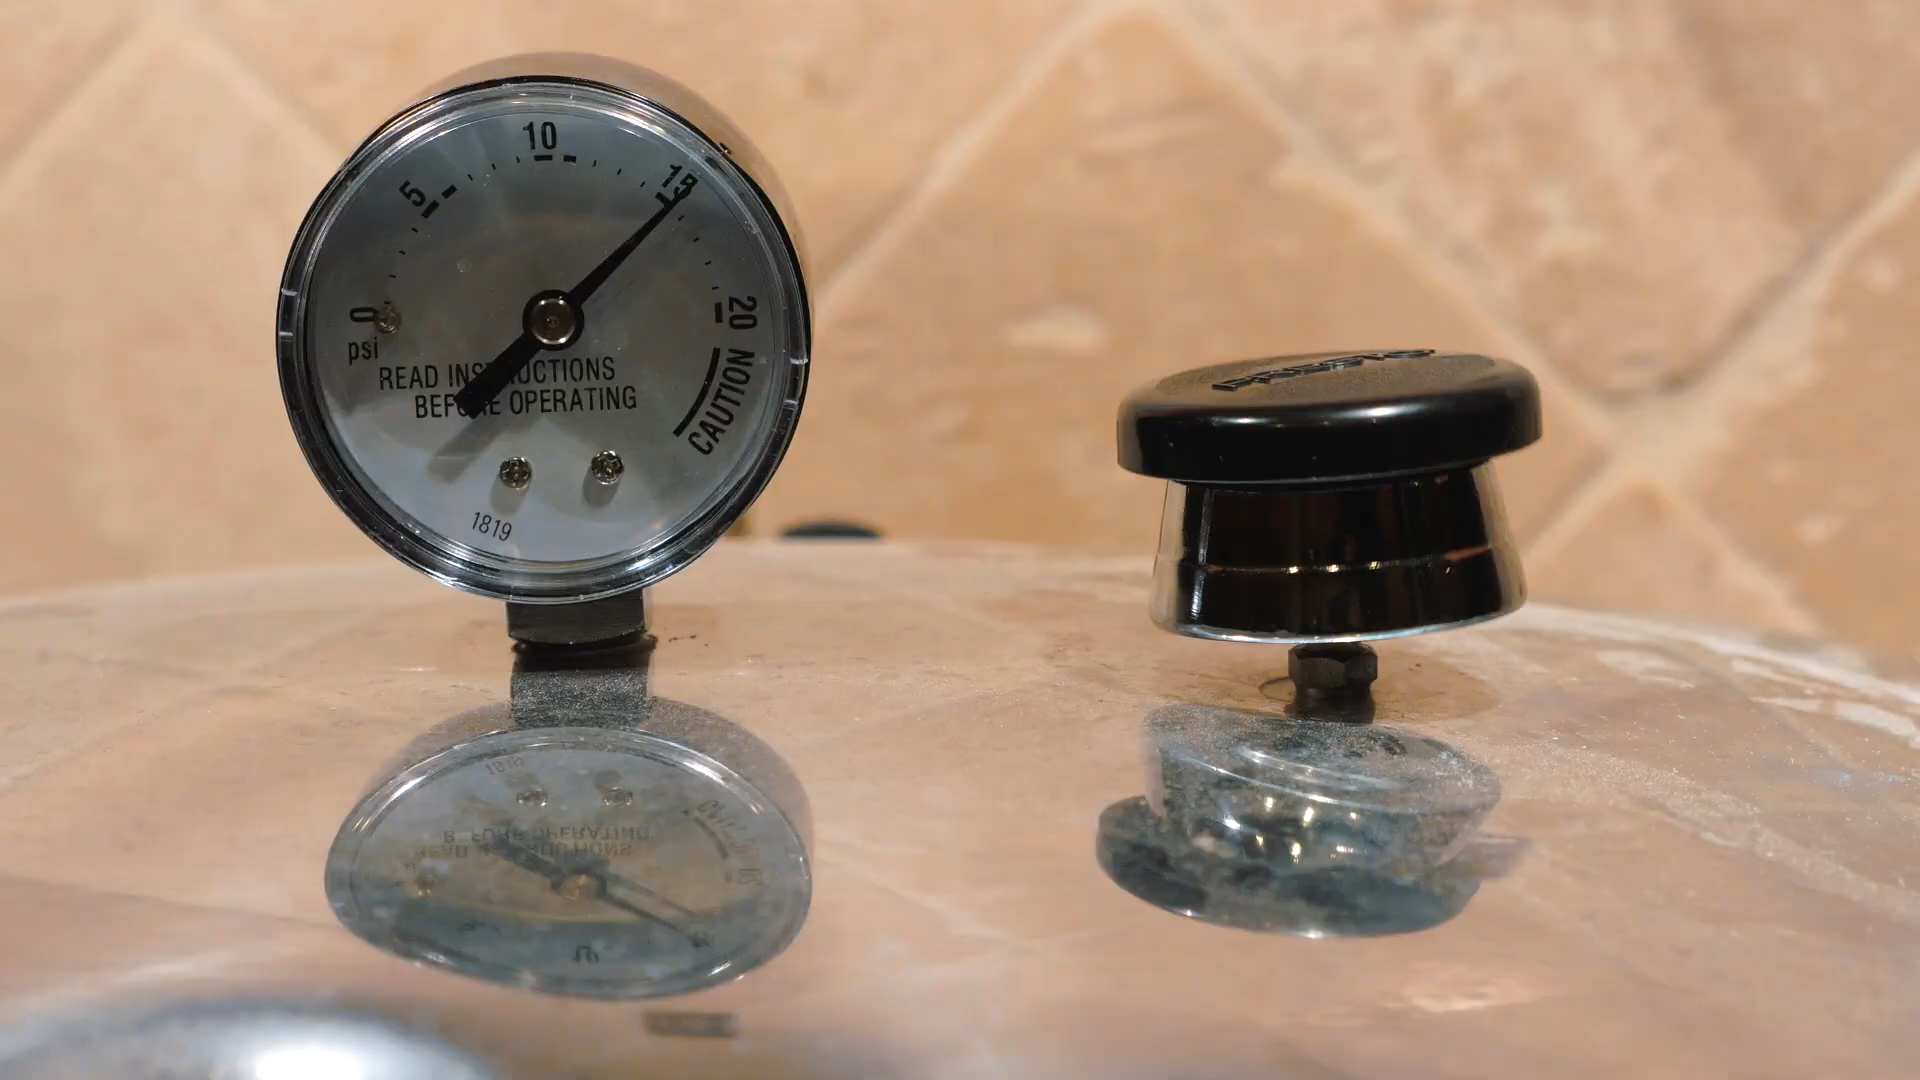 10
5
15
0
20
psi
READ INSTRUCTIONS
BEFORE OPERATING
CAUTION
1819